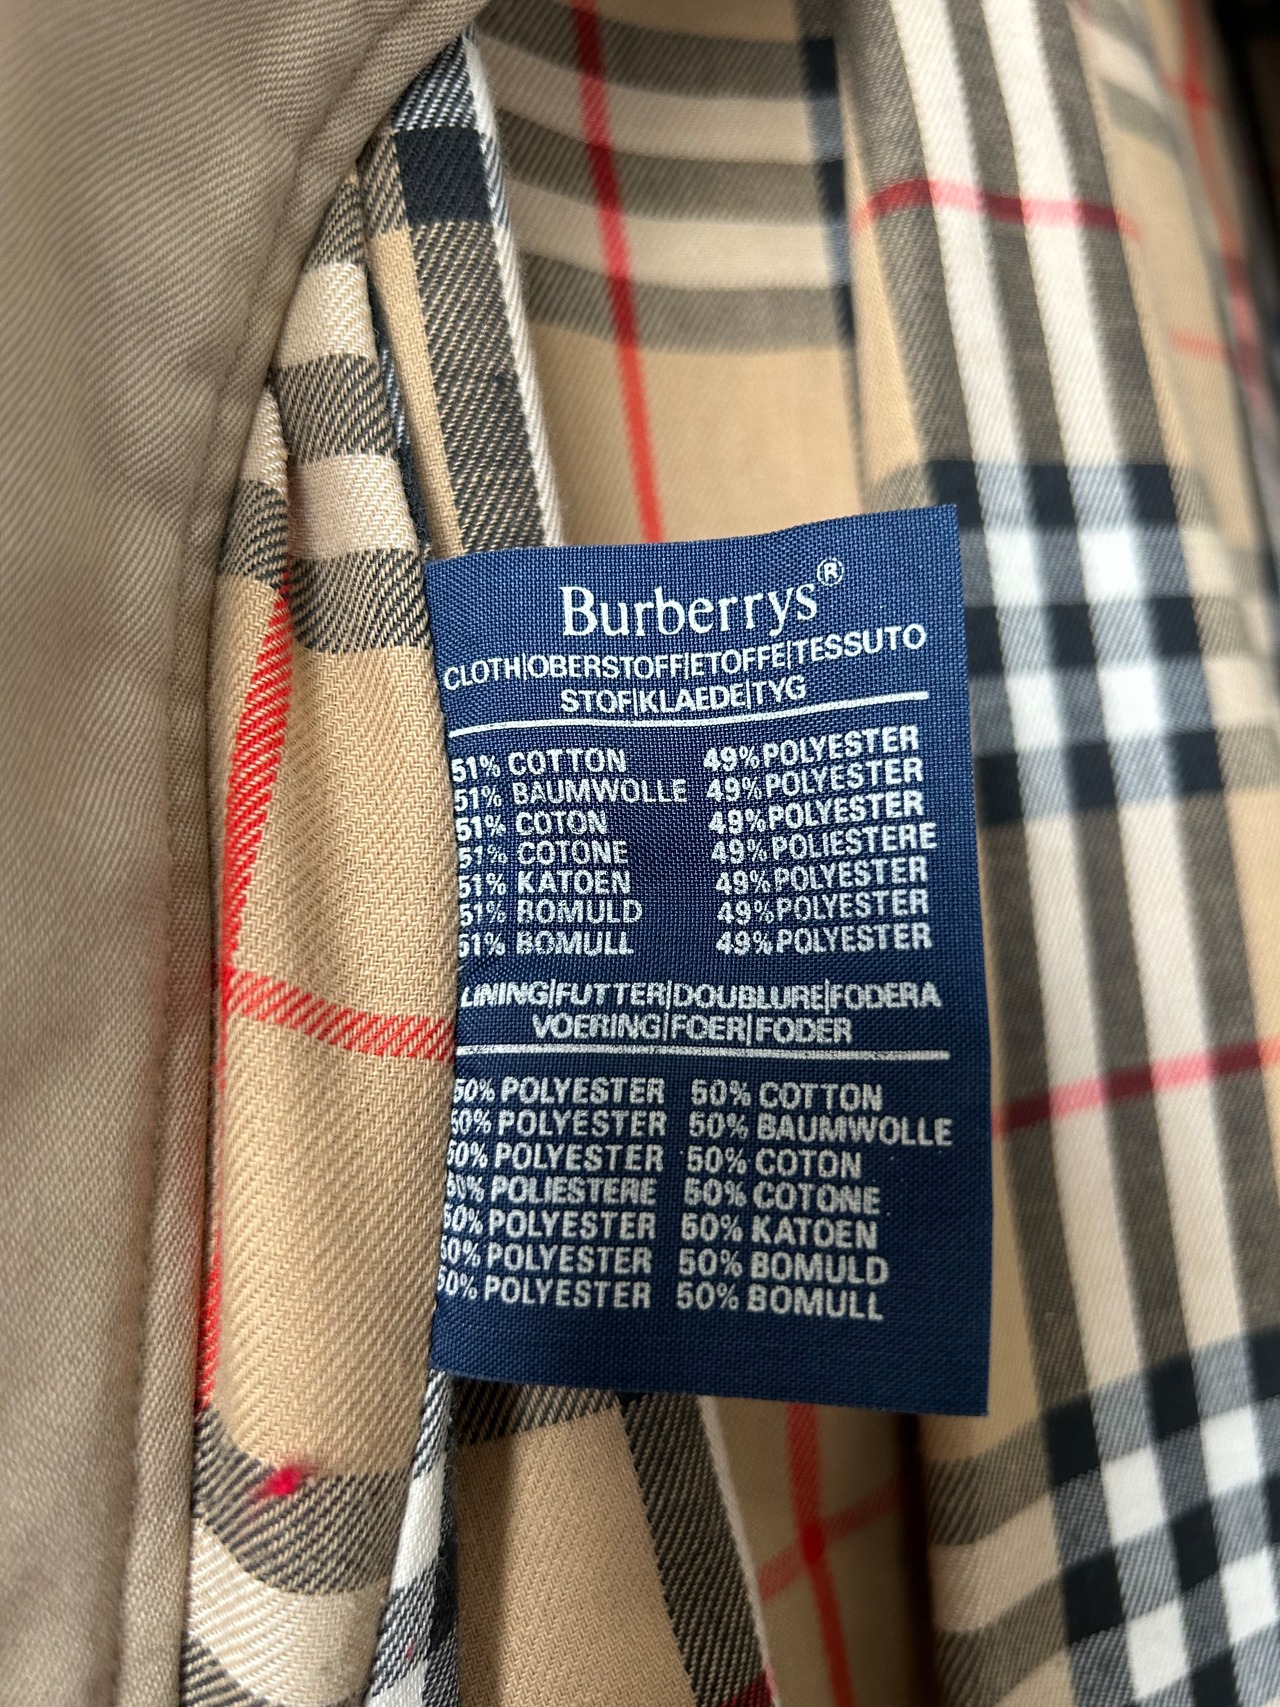 Burberrys®
CLOTH|OBERSTOFF|ETOFFE|TESSUTO
STOF|KLAEDE|TYG
51% COTTON 49% POLYESTER
51% BAUMWOLLE 49% POLYESTER
51% COTON 49% POLYESTER
51% COTONE 49% POLIESTERE
51% KATOEN 49% POLYESTER
51% BOMULD 49% POLYESTER
51% BOMULL 49% POLYESTER
LINING|FUTTER|DOUBLURE|FODERA
VOERING|FOER|FODER
50% POLYESTER 50% COTTON
50% POLYESTER 50% BAUMWOLLE
50% POLYESTER 50% COTON
50% POLIESTERE 50% COTONE
50% POLYESTER 50% KATOEN
50% POLYESTER 50% BOMULD
50% POLYESTER 50% BOMULL